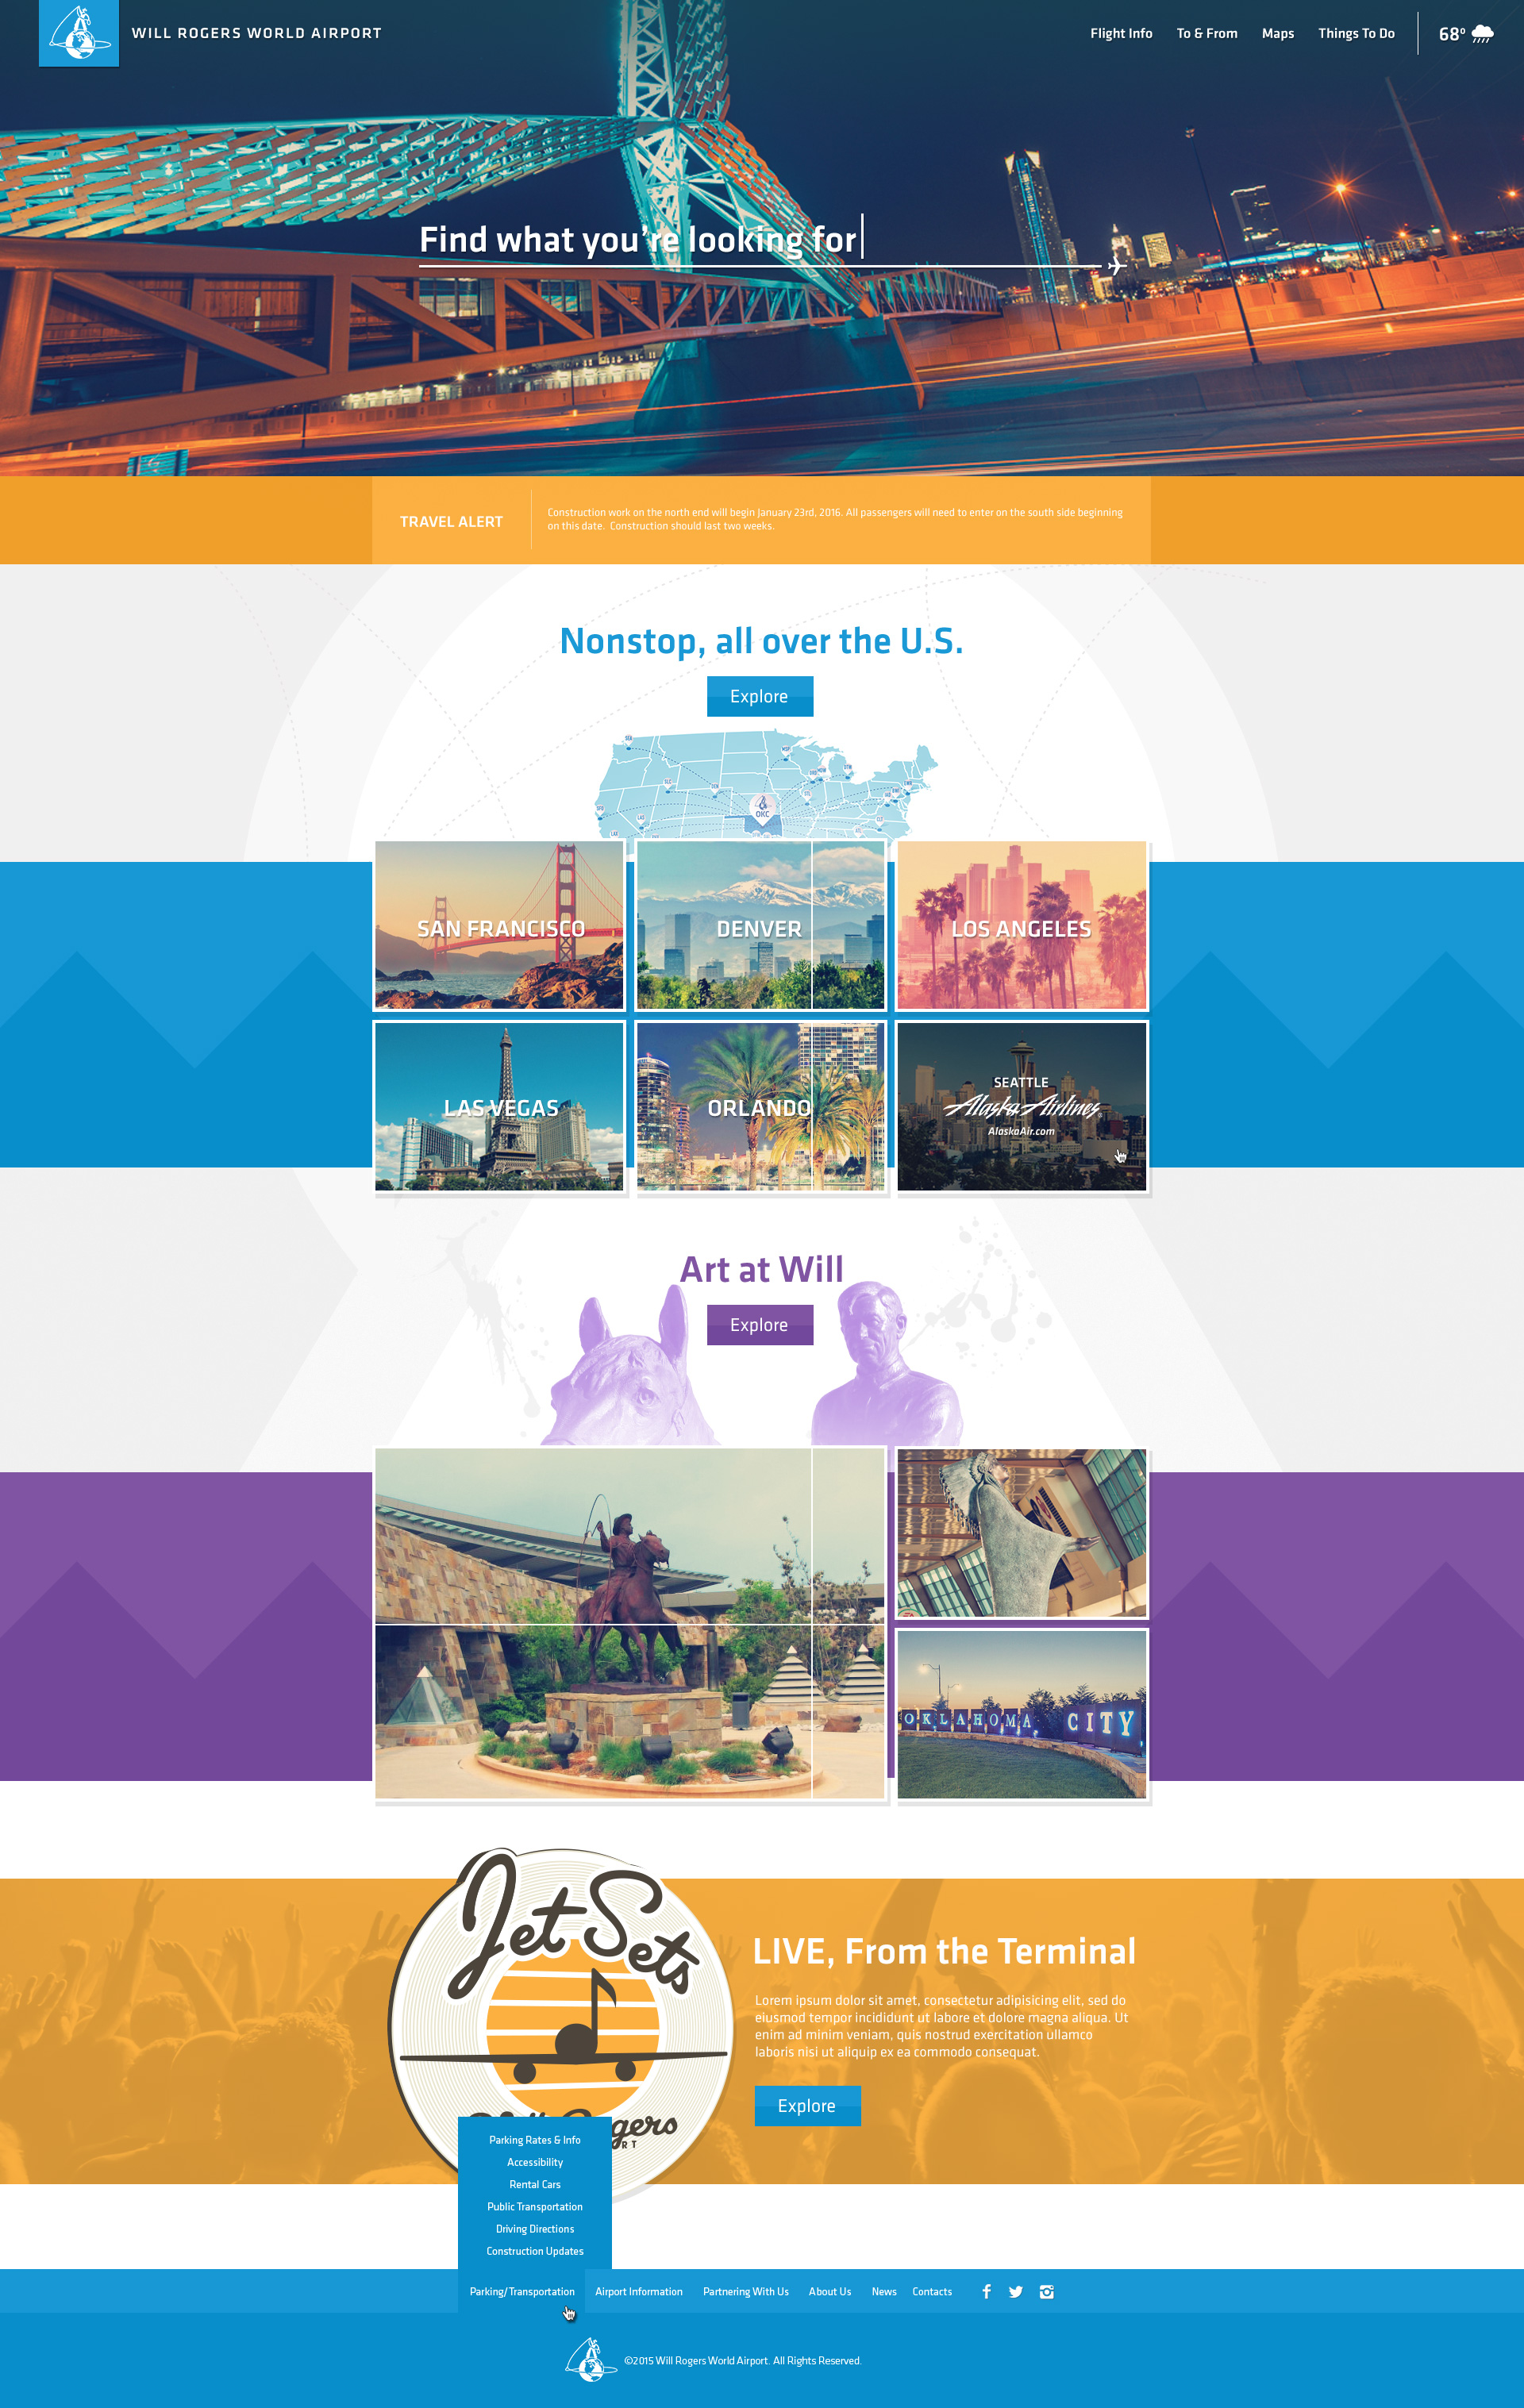 WILL ROGERS WORLD AIRPORT
Flight Info
To & From
Maps
Things To Do
68°
Find what you're looking for
TRAVEL ALERT
Construction work on the north end will begin January 23rd, 2016. All passengers will need to enter on the south side beginning
on this date.  Construction should last two weeks.
Nonstop, all over the U.S.
Explore
OKC
SAN FRANCISCO
DENVER
LOS ANGELES
LAS VEGAS
ORLANDO
SEATTLE
Alaska Airlines
AlaskaAir.com
Art at Will
Explore
OKLAHOMA CITY
Jet Sets
LIVE, From the Terminal
Lorem ipsum dolor sit amet, consectetur adipisicing elit, sed do
eiusmod tempor incididunt ut labore et dolore magna aliqua. Ut
enim ad minim veniam, quis nostrud exercitation ullamco
laboris nisi ut aliquip ex ea commodo consequat.
Explore
Parking Rates & Info
Accessibility
Rental Cars
Public Transportation
Driving Directions
Construction Updates
Parking/Transportation
Airport Information
Partnering With Us
About Us
News
Contacts
©2015 Will Rogers World Airport. All Rights Reserved.